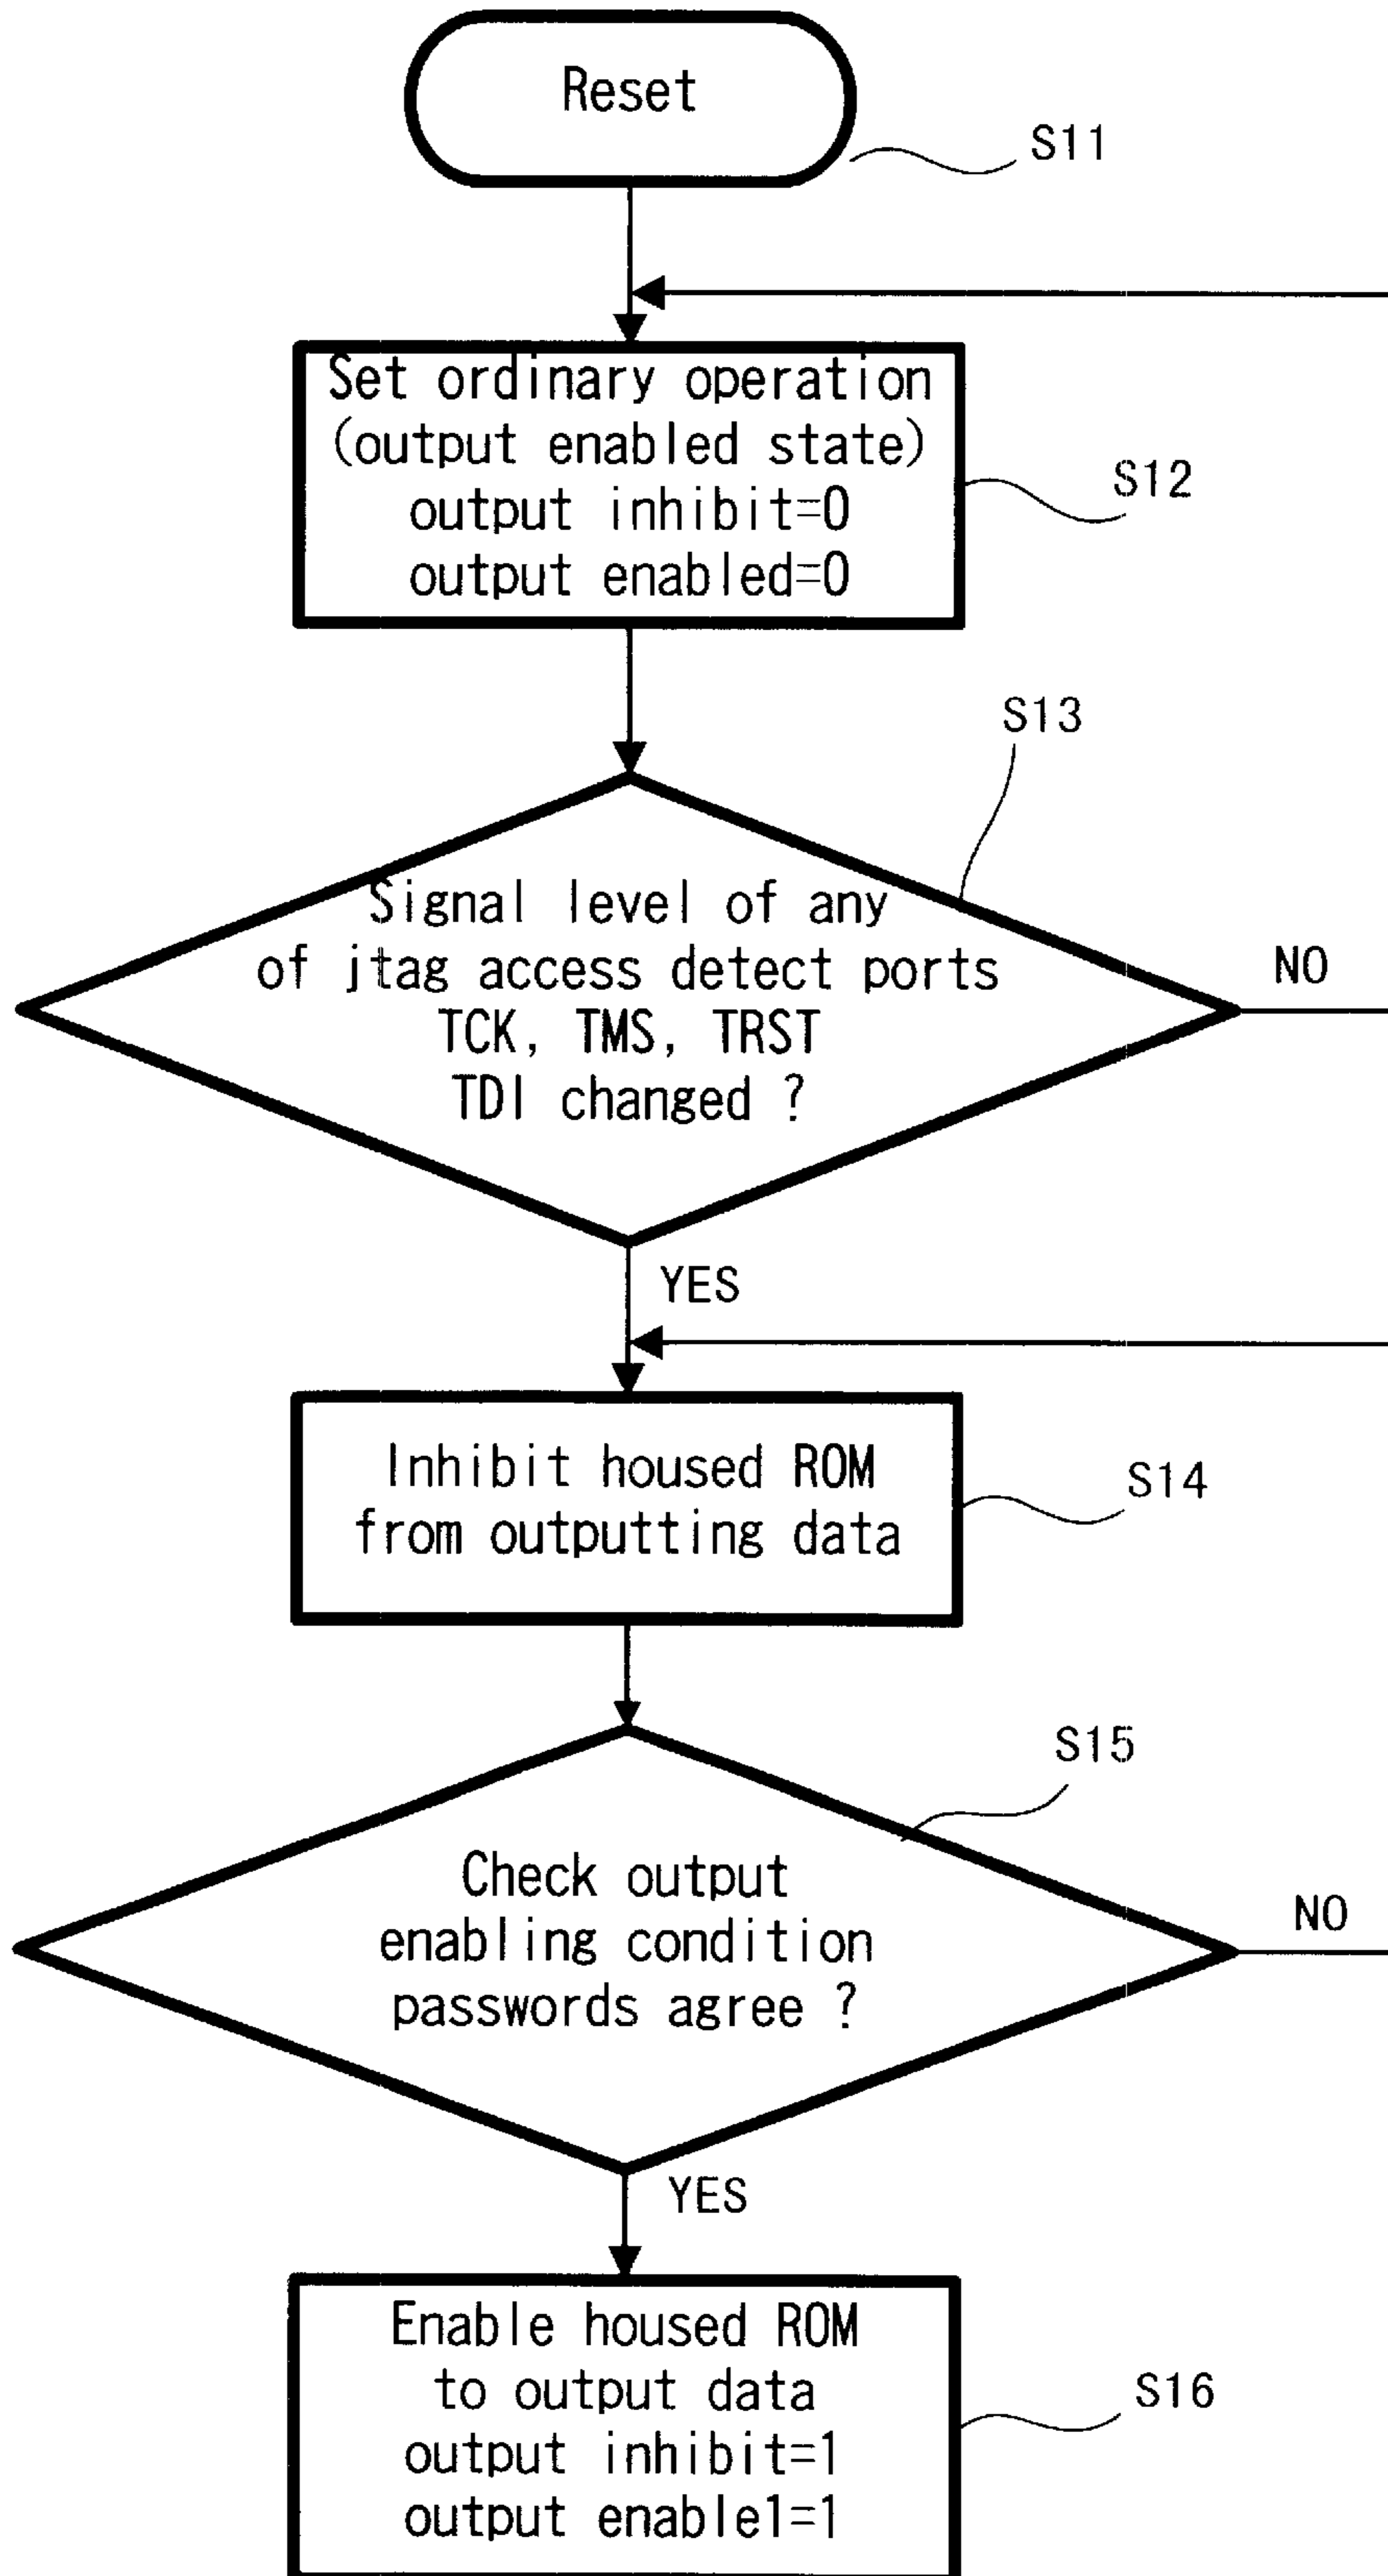 Reset
S11
Set ordinary operation
(output enabled state)
output inhibit=0
output enabled=0
S12
S13
Signal level of any
of jtag access detect ports
TCK, TMS, TRST
TDI changed ?
NO
YES
Inhibit housed ROM
from outputting data
S14
S15
Check output
enabling condition
passwords agree ?
NO
YES
Enable housed ROM
to output data
output inhibit=1
output enable1=1
S16